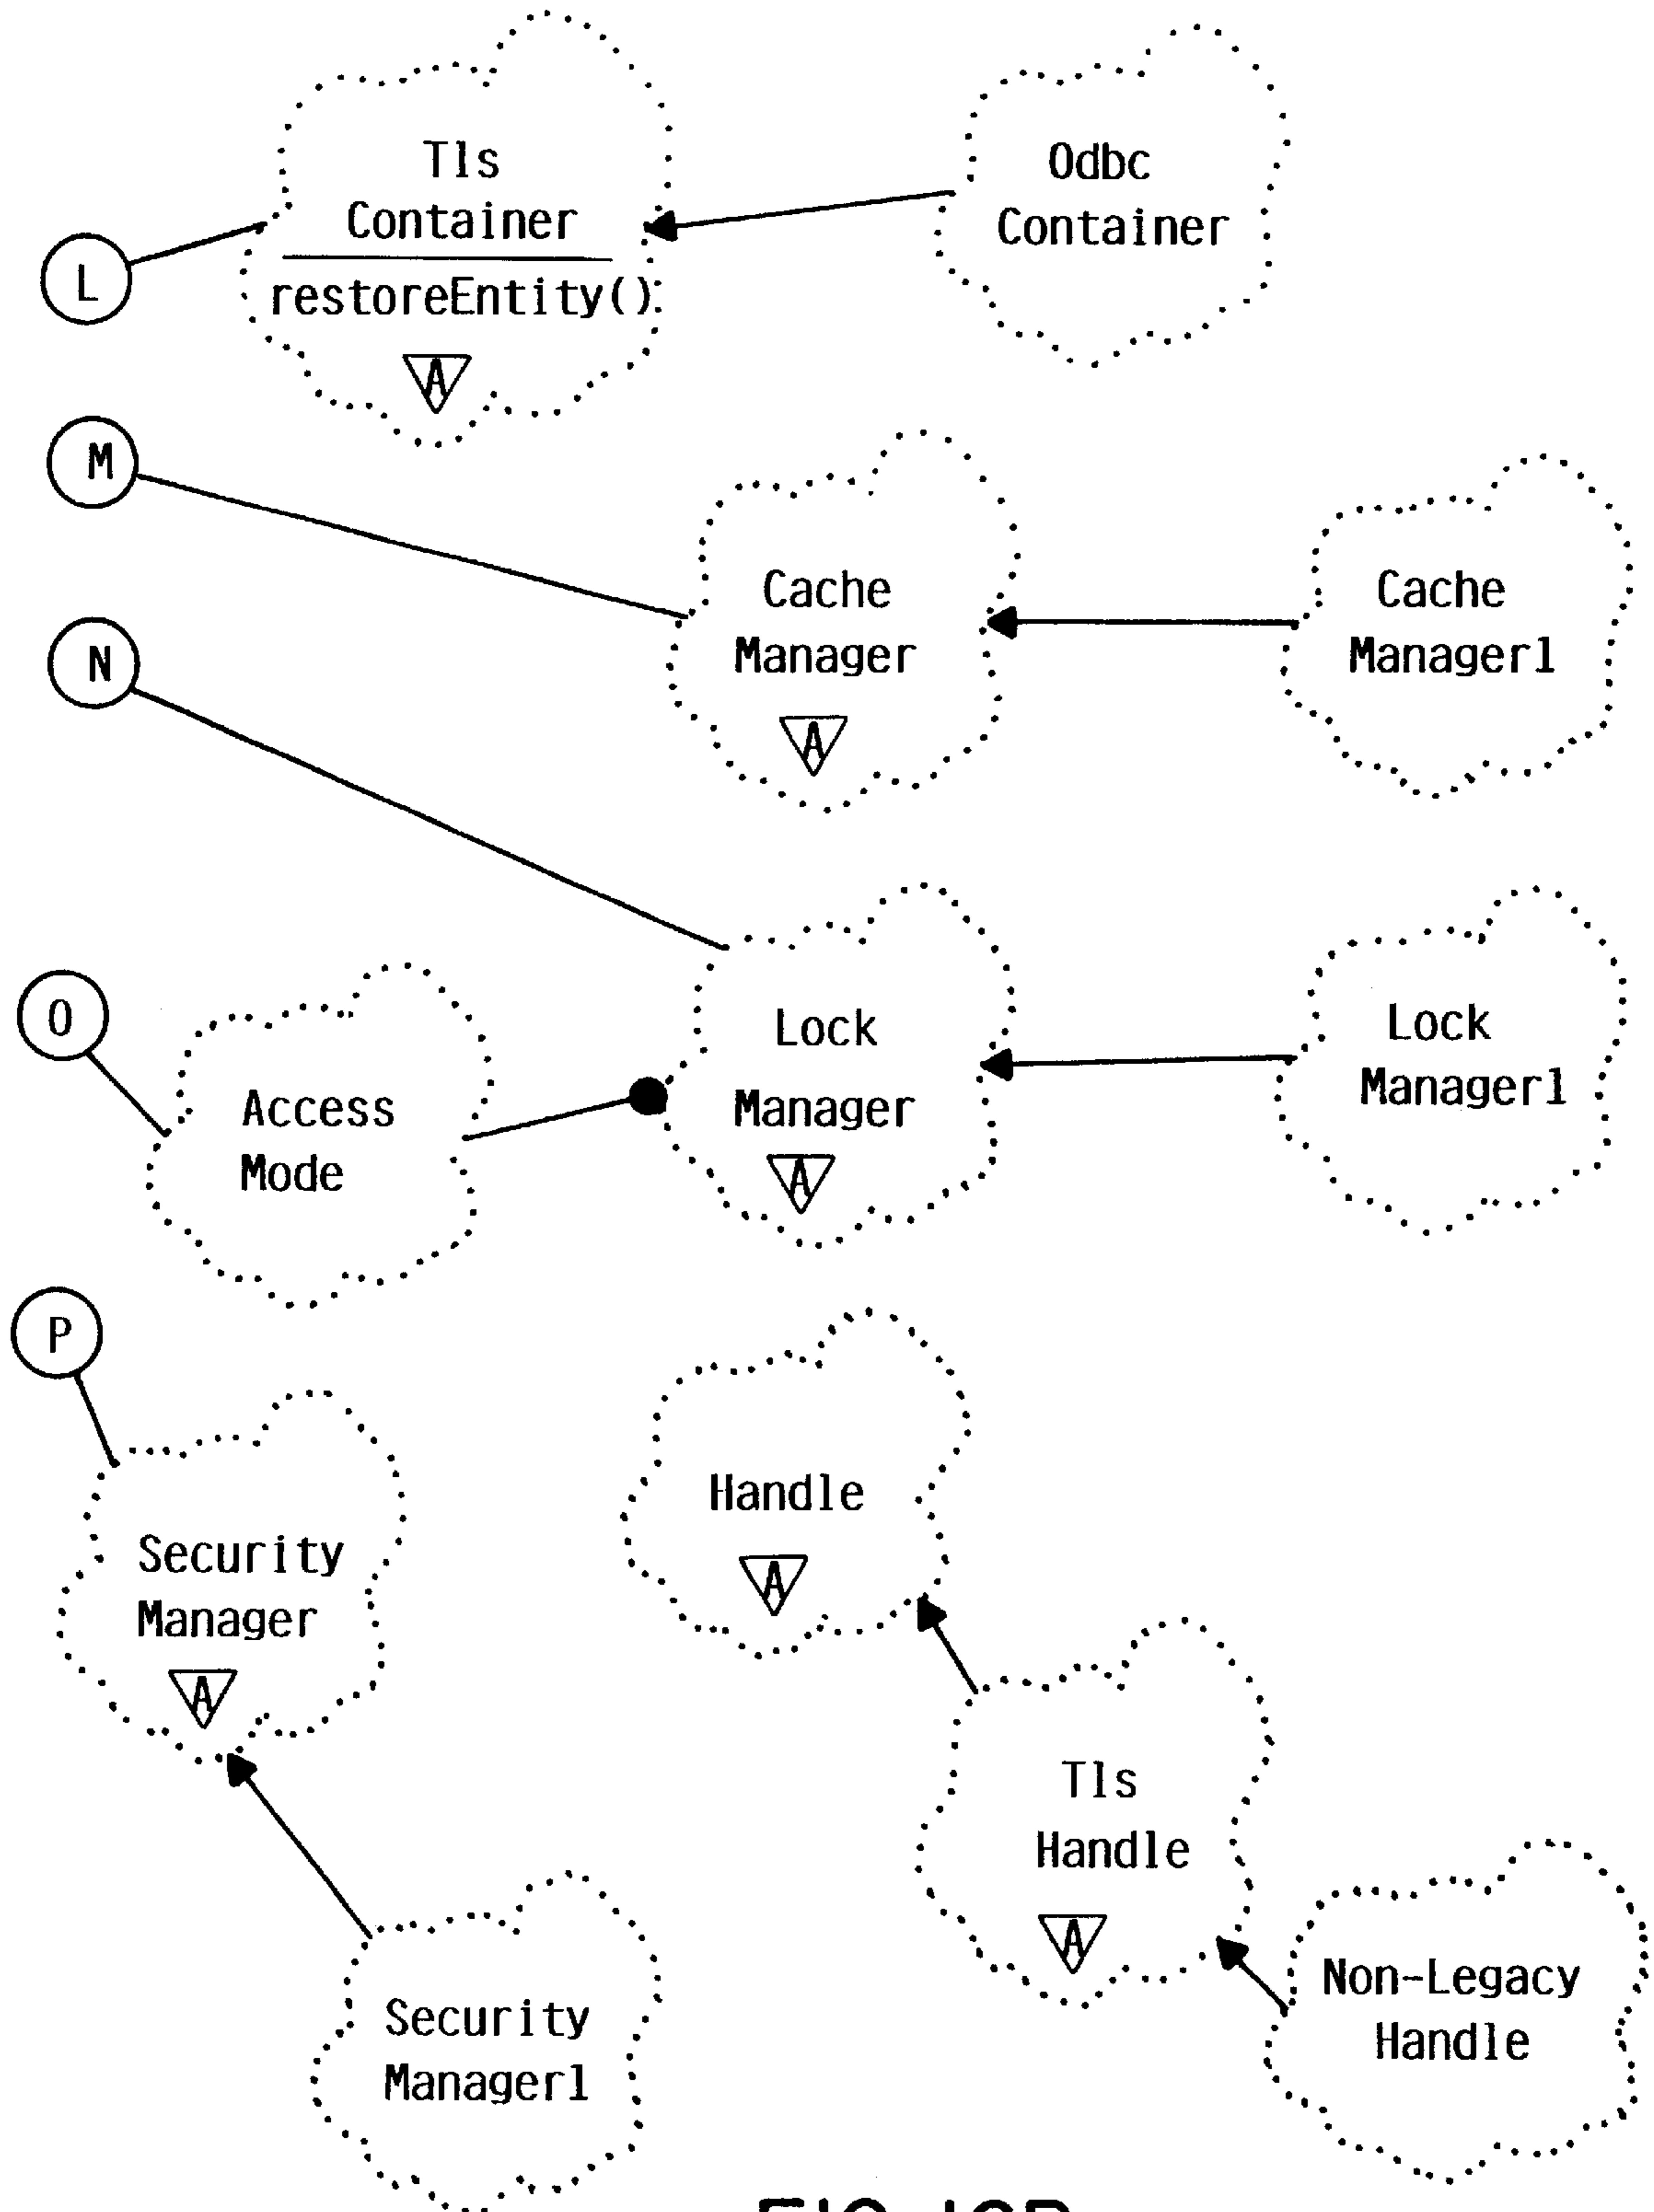 Tls
Container
restoreEntity()
A
Odbc
Container
L
M
Cache
Manager
A
Cache
Manager1
N
O
Access
Mode
Lock
Manager
A
Lock
Manager1
P
Security
Manager
A
Handle
A
Tls
Handle
A
Non-Legacy
Handle
Security
Manager1